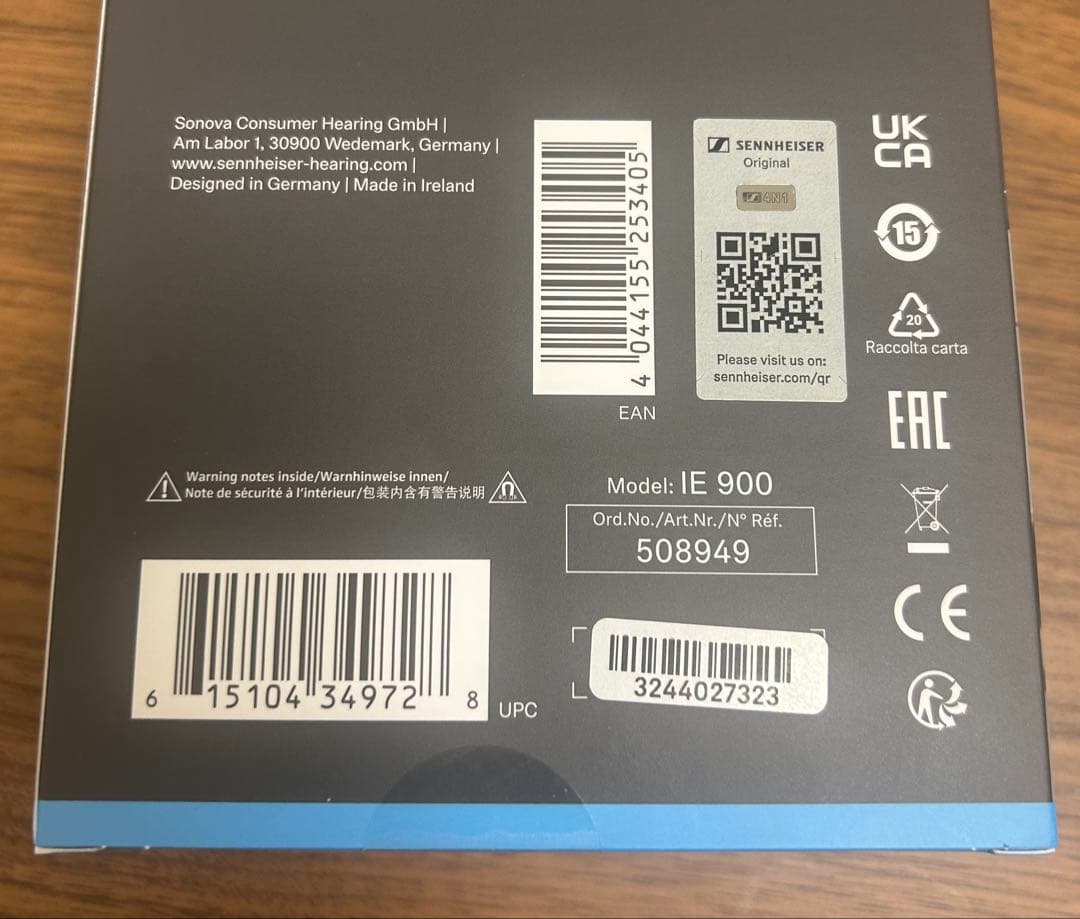 Sonova Consumer Hearing GmbH |
Am Labor 1, 30900 Wedemark, Germany |
www.sennheiser-hearing.com |
Designed in Germany | Made in Ireland
4 044155 253405
EAN
SENNHEISER
Original
4N1
Please visit us on:
sennheiser.com/qr
UK
CA
15
20
Raccolta carta
EAC
Warning notes inside/Warnhinweise innen/
Note de sécurité à l'intérieur/包装内含有警告说明
Model: IE 900
Ord.No./Art.Nr./N° Réf.
508949
6 15104 34972 8
UPC
3244027323
CE